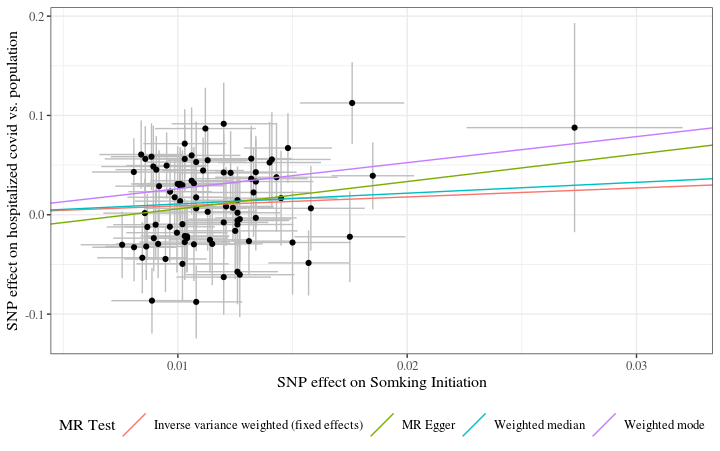 SNP effect on hospitalized covid vs. population
0.2
0.1
0.0
-0.1
0.01
0.02
0.03
SNP effect on Somking Initiation
MR Test
Inverse variance weighted (fixed effects)
MR Egger
Weighted median
Weighted mode